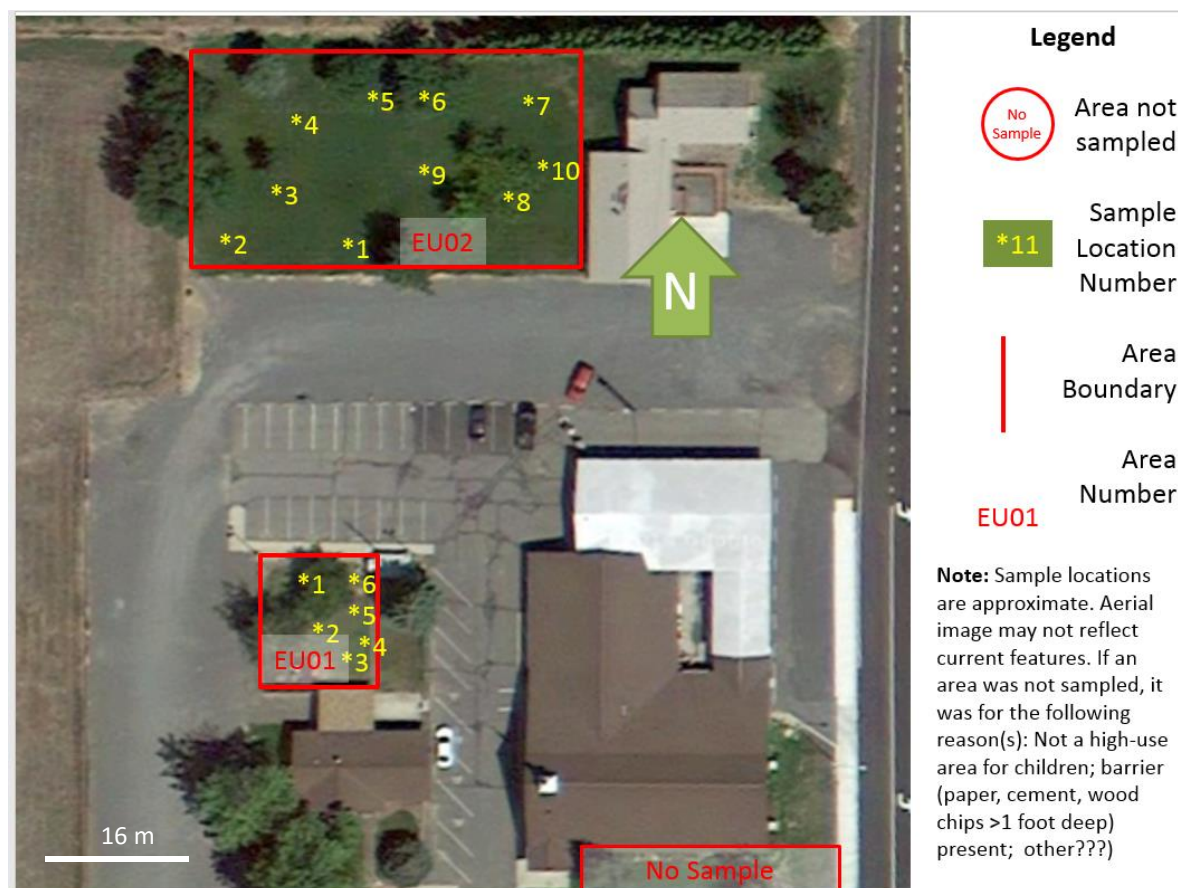 *5 *6 *7
*4
*9 *10
*3 *8
*2 *1 EU02
N
*1 *6
*5
*2
*4
EU01 *3
16 m
No Sample
Legend
No
Sample
Area not
sampled
*11
Sample
Location
Number
Area
Boundary
Area
Number
EU01
Note: Sample locations
are approximate. Aerial
image may not reflect
current features. If an
area was not sampled, it
was for the following
reason(s): Not a high-use
area for children; barrier
(paper, cement, wood
chips >1 foot deep)
present; other???)